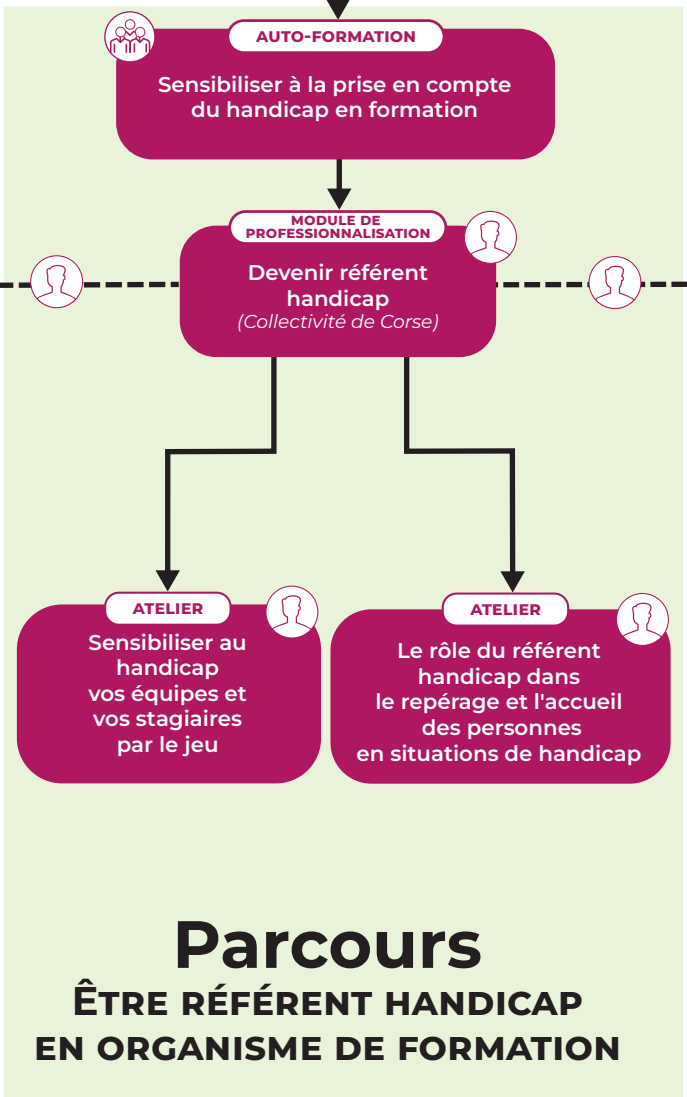 AUTO-FORMATION
Sensibiliser à la prise en compte
du handicap en formation
MODULE DE
PROFESSIONNALISATION
Devenir référent
handicap
(Collectivité de Corse)
ATELIER
Sensibiliser au
handicap
vos équipes et
vos stagiaires
par le jeu
ATELIER
Le rôle du référent
handicap dans
le repérage et l'accueil
des personnes
en situations de handicap
Parcours
ÊTRE RÉFÉRENT HANDICAP
EN ORGANISME DE FORMATION